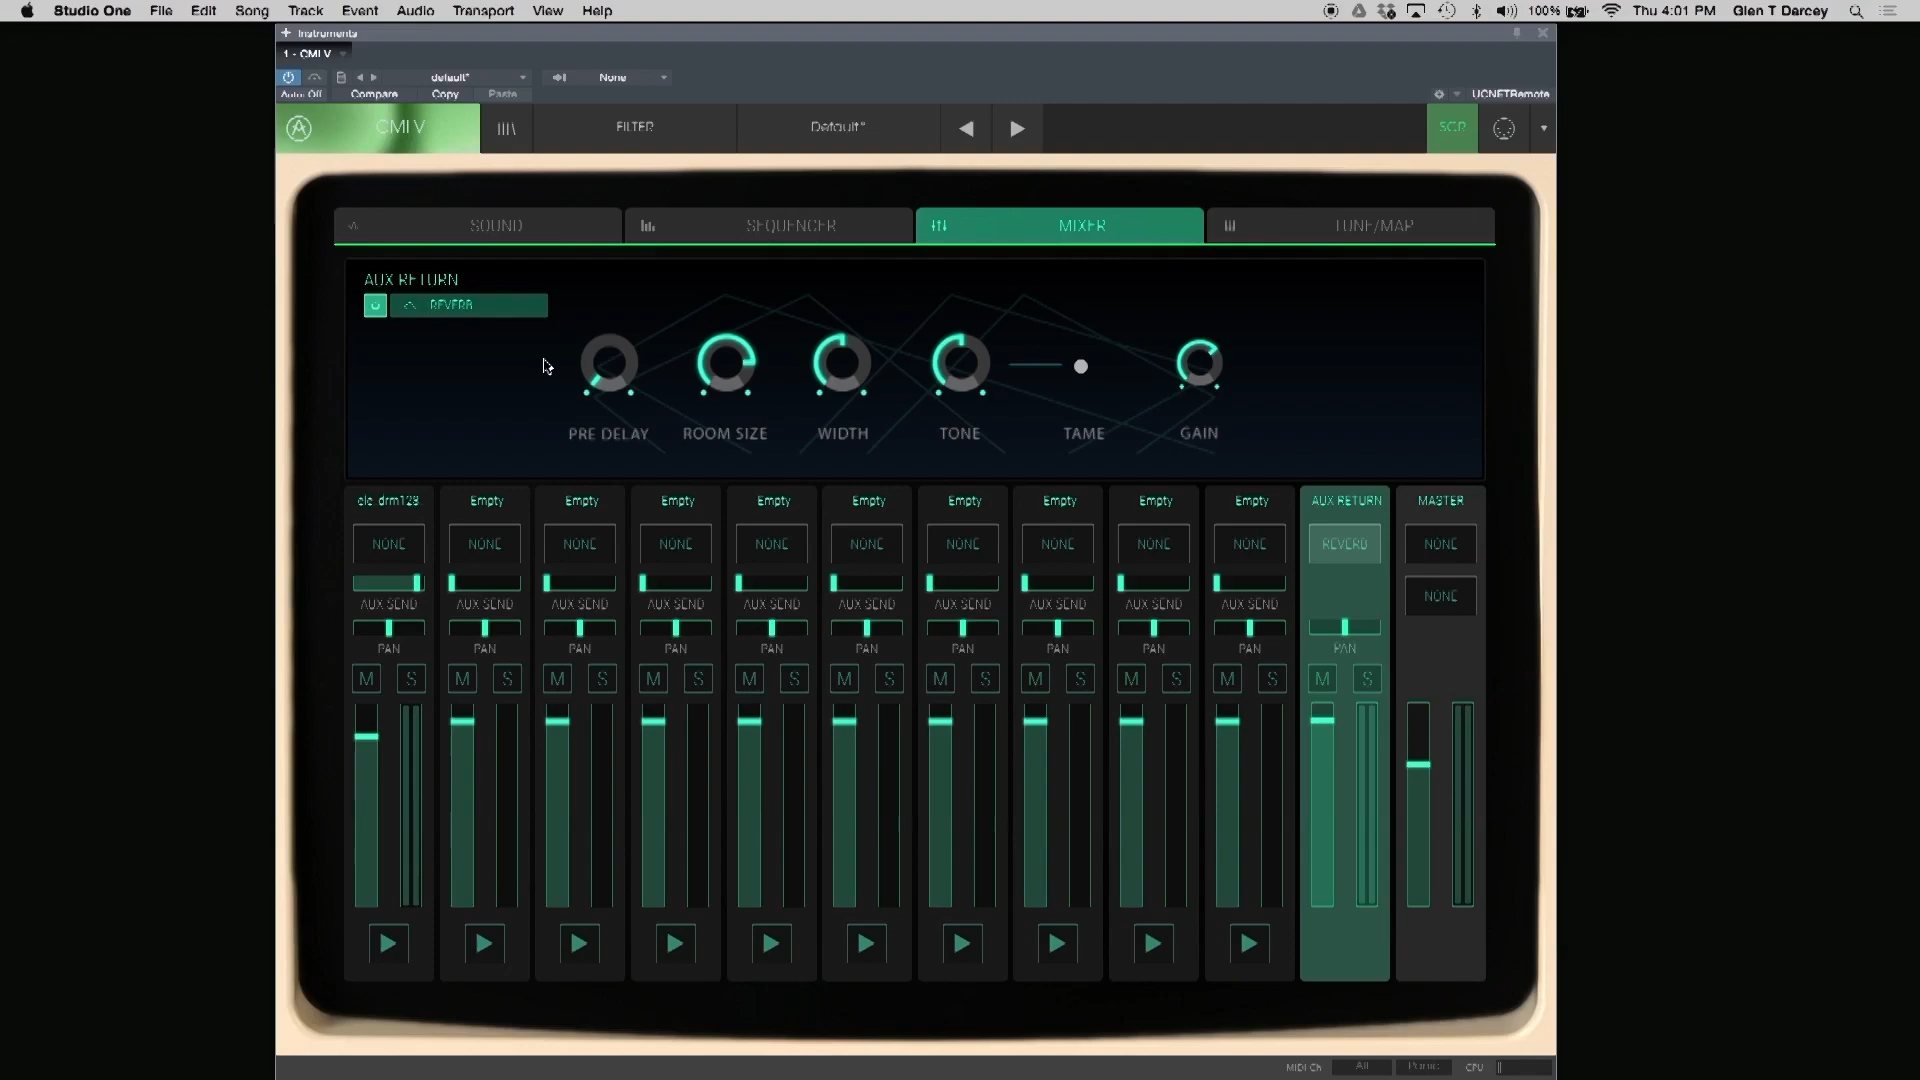 Studio One File Edit Song Track Event Audio Transport View Help 100% Thu 4:01 PM Glen T Darcey
Instruments
1 - CMI V
default* None
Auto: Off Compare Copy Paste UCNETRemote
CMI V FILTER Default*
SOUND SEQUENCER MIXER TUNE/MAP
AUX RETURN
REVERB
PRE DELAY ROOM SIZE WIDTH TONE TAME GAIN
Empty Empty Empty Empty Empty Empty Empty Empty Empty AUX RETURN MASTER
NONE NONE NONE NONE NONE NONE NONE NONE NONE NONE REVERB NONE
AUX SEND AUX SEND AUX SEND AUX SEND AUX SEND AUX SEND AUX SEND AUX SEND AUX SEND AUX SEND NONE
PAN PAN PAN PAN PAN PAN PAN PAN PAN PAN PAN
M S M S M S M S M S M S M S M S M S M S M S
MIDI Ch All Panic CPU